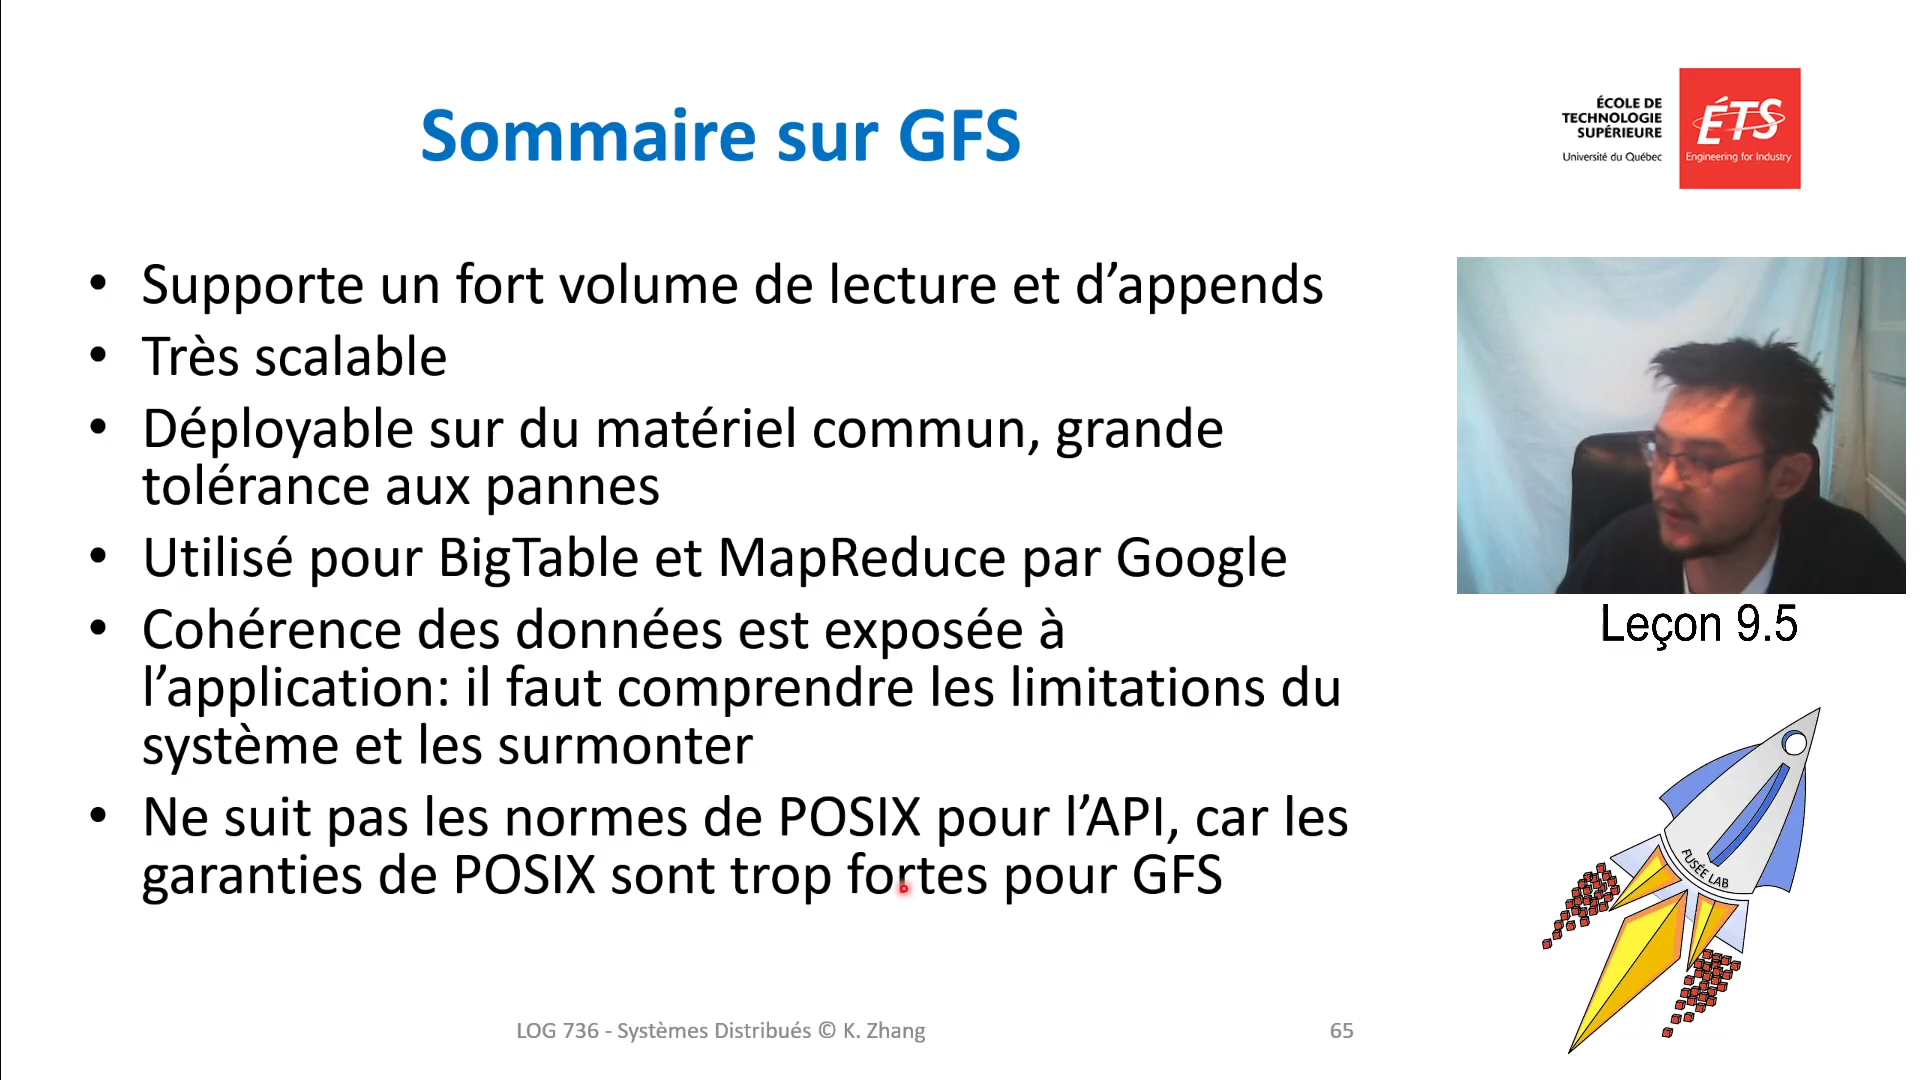 Sommaire sur GFS
ÉCOLE DE
TECHNOLOGIE
SUPÉRIEURE
Université du Québec
ÉTS
Engineering for Industry
• Supporte un fort volume de lecture et d’appends
• Très scalable
• Déployable sur du matériel commun, grande
tolérance aux pannes
• Utilisé pour BigTable et MapReduce par Google
• Cohérence des données est exposée à
l’application: il faut comprendre les limitations du
système et les surmonter
• Ne suit pas les normes de POSIX pour l’API, car les
garanties de POSIX sont trop fortes pour GFS
Leçon 9.5
FUSÉE LAB
LOG 736 - Systèmes Distribués © K. Zhang
65